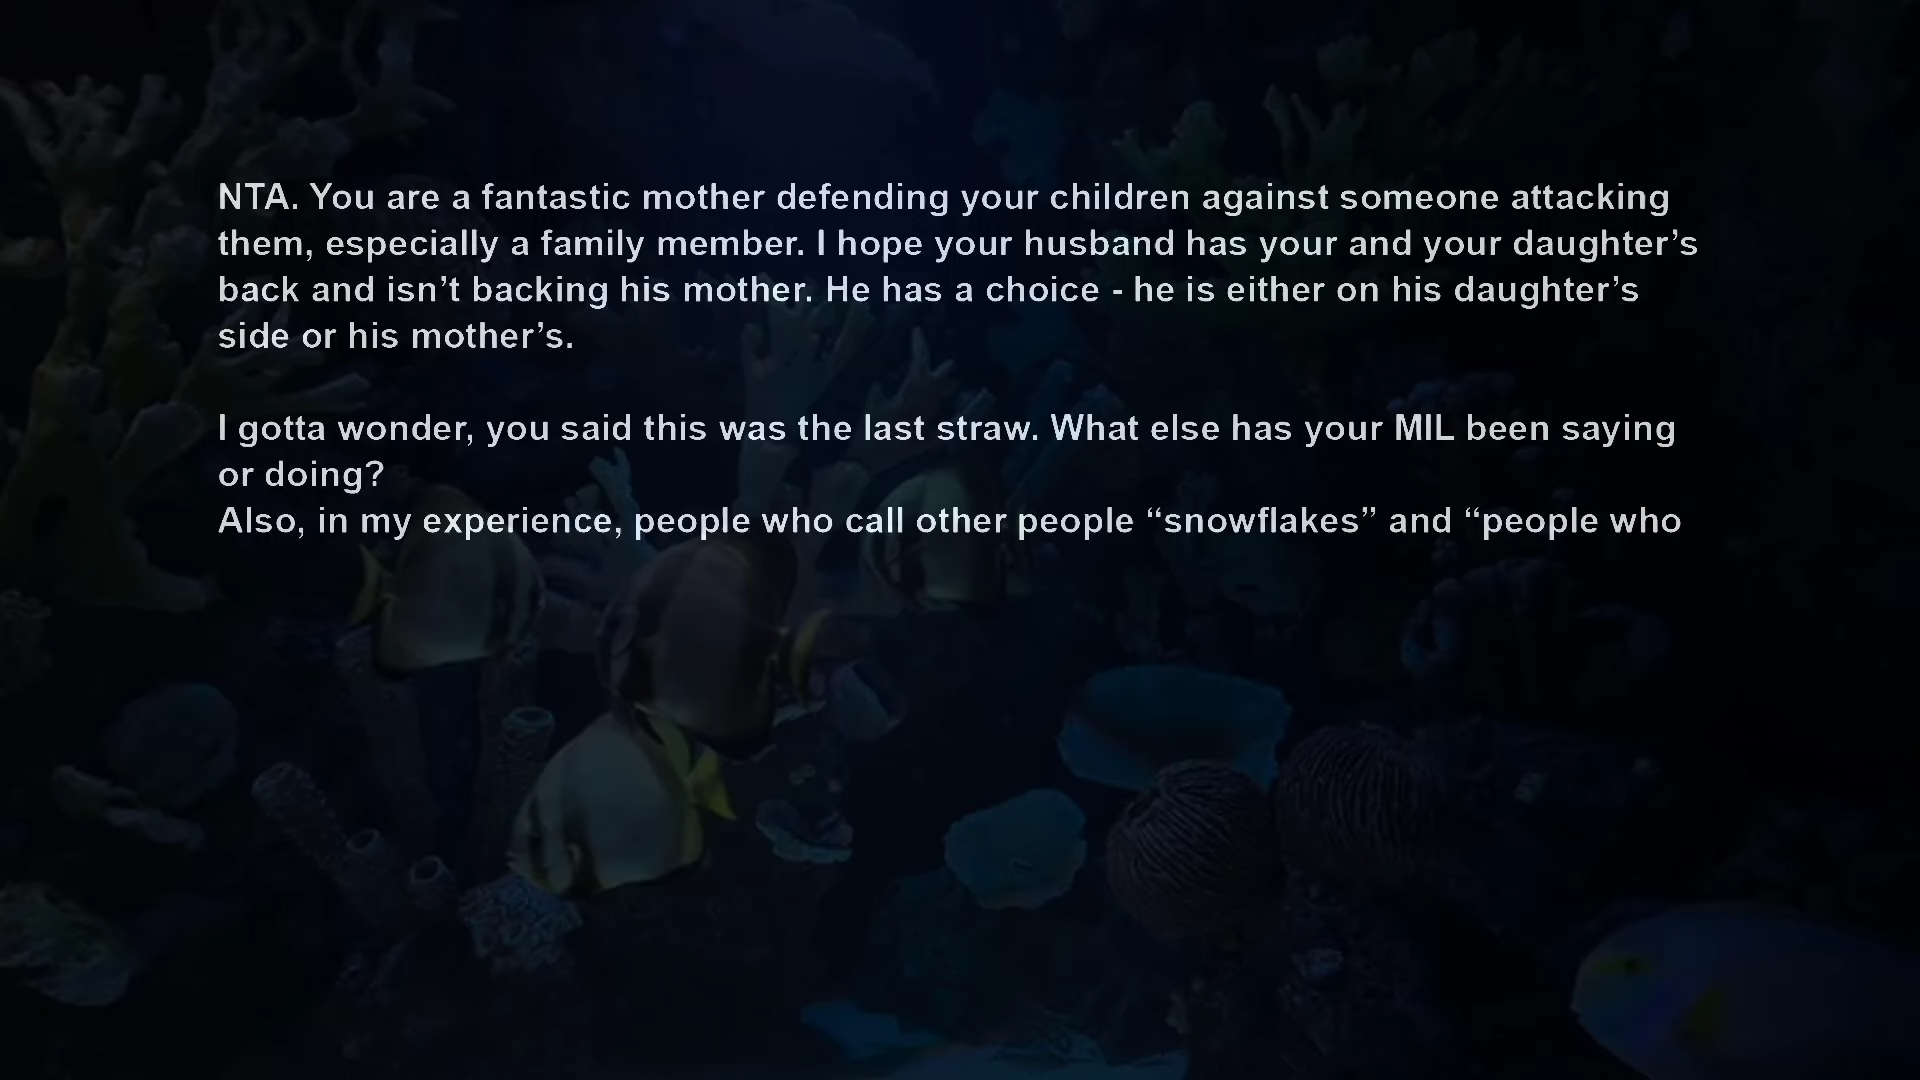 NTA. You are a fantastic mother defending your children against someone attacking
them, especially a family member. I hope your husband has your and your daughter’s
back and isn’t backing his mother. He has a choice - he is either on his daughter’s
side or his mother’s.
I gotta wonder, you said this was the last straw. What else has your MIL been saying
or doing?
Also, in my experience, people who call other people “snowflakes” and “people who